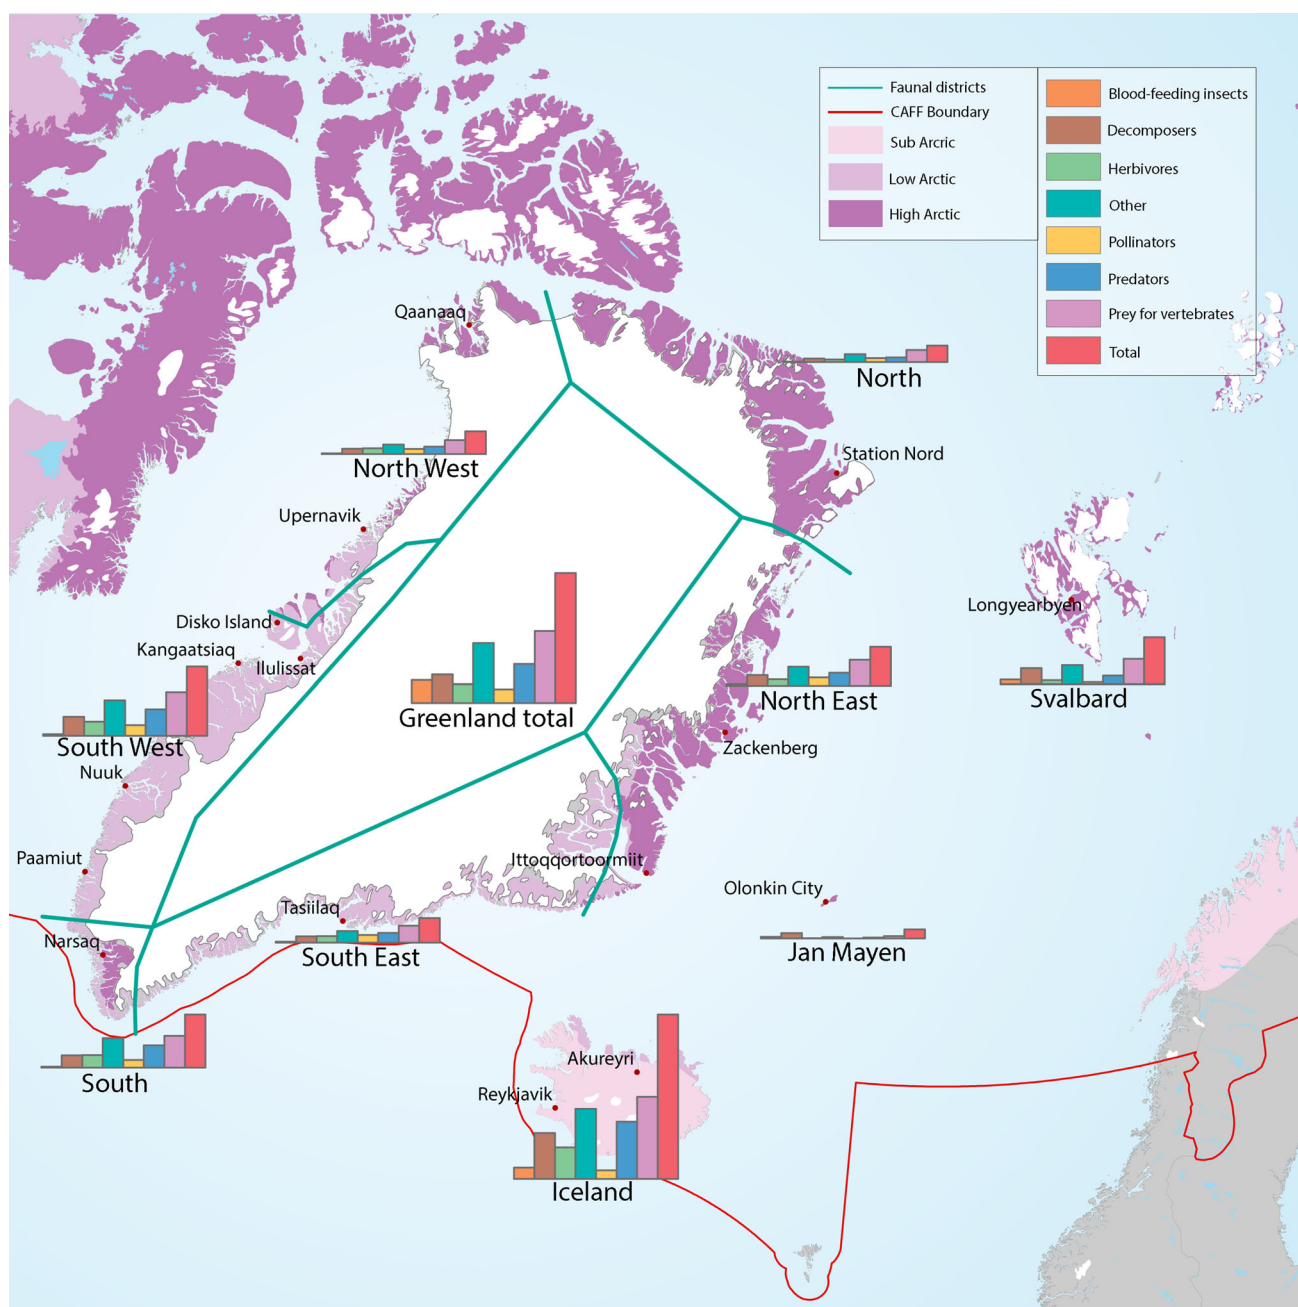 Faunal districts
CAFF Boundary
Sub Arcric
Low Arctic
High Arctic
Blood-feeding insects
Decomposers
Herbivores
Other
Pollinators
Predators
Prey for vertebrates
Total
Qaanaaq
North
North West
Station Nord
Upernavik
Disko Island
Longyearbyen
Kangaatsiaq
Ilulissat
South West
Greenland total
North East
Svalbard
Nuuk
Zackenberg
Paamiut
Ittoqqortoormiit
Olonkin City
Tasiilaq
Narsaq
South East
Jan Mayen
South
Akureyri
Reykjavik
Iceland